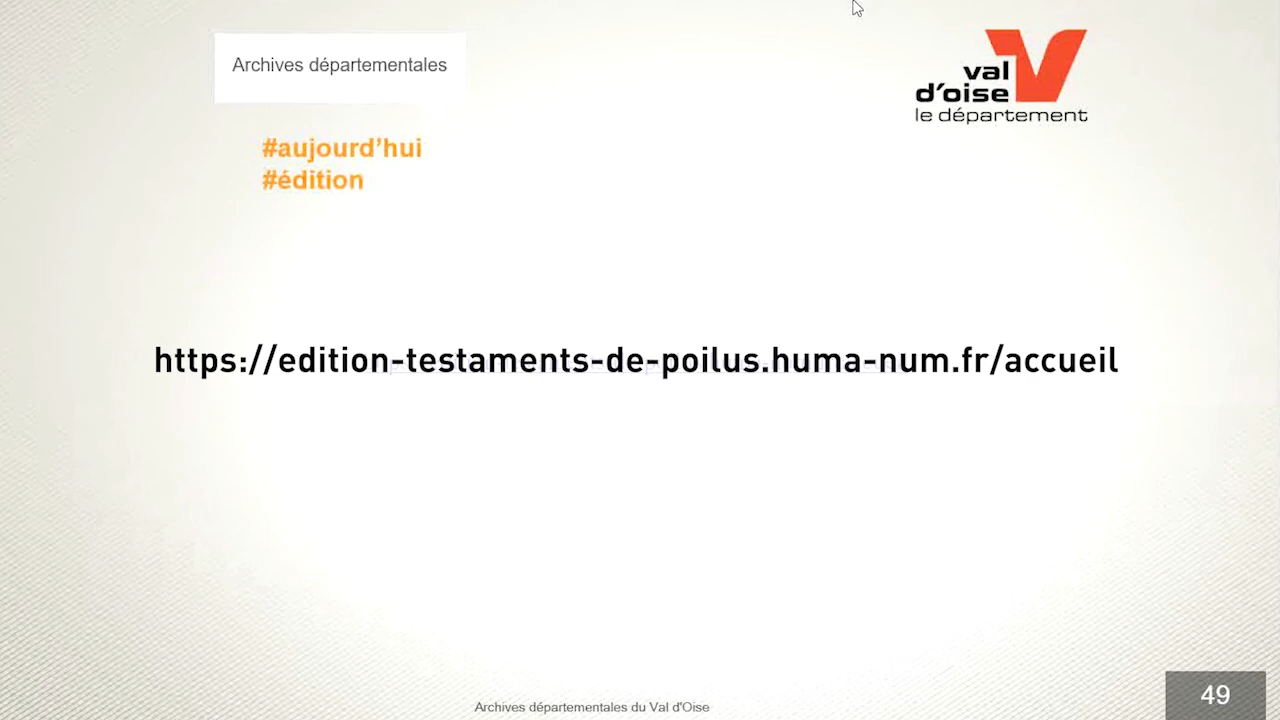 Archives départementales
val
d'oise
le département
#aujourd'hui
#édition
https://edition-testaments-de-poilus.huma-num.fr/accueil
Archives départementales du Val d'Oise
49